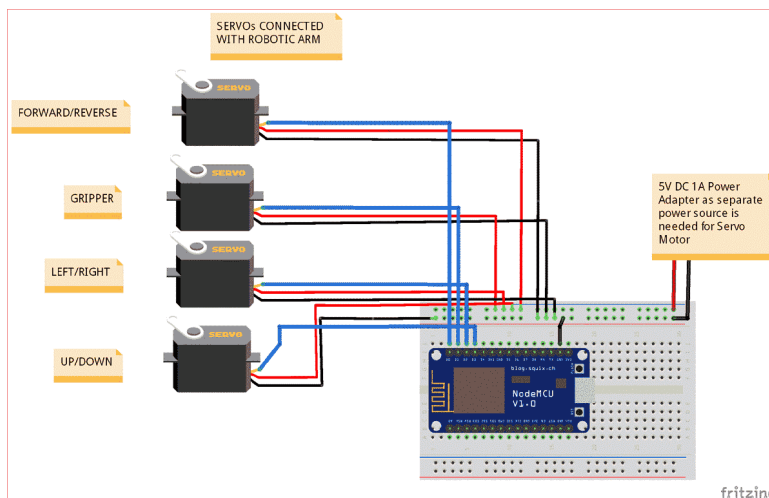 SERVOs CONNECTED
WITH ROBOTIC ARM
SERVO
FORWARD/REVERSE
SERVO
GRIPPER
5V DC 1A Power
Adapter as separate
power source is
needed for Servo
Motor
SERVO
LEFT/RIGHT
SERVO
UP/DOWN
blog.squix.ch
NodeMCU
V1.0
fritzing